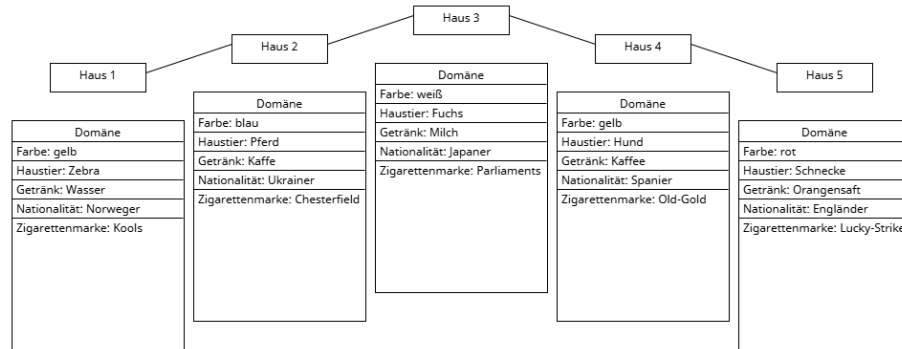 Haus 3
Haus 2
Haus 4
Haus 1
Haus 5
Domäne
Farbe: gelb
Haustier: Zebra
Getränk: Wasser
Nationalität: Norweger
Zigarettenmarke: Kools
Domäne
Farbe: blau
Haustier: Pferd
Getränk: Kaffe
Nationalität: Ukrainer
Zigarettenmarke: Chesterfield
Domäne
Farbe: weiß
Haustier: Fuchs
Getränk: Milch
Nationalität: Japaner
Zigarettenmarke: Parliaments
Domäne
Farbe: gelb
Haustier: Hund
Getränk: Kaffee
Nationalität: Spanier
Zigarettenmarke: Old-Gold
Domäne
Farbe: rot
Haustier: Schnecke
Getränk: Orangensaft
Nationalität: Engländer
Zigarettenmarke: Lucky-Strike